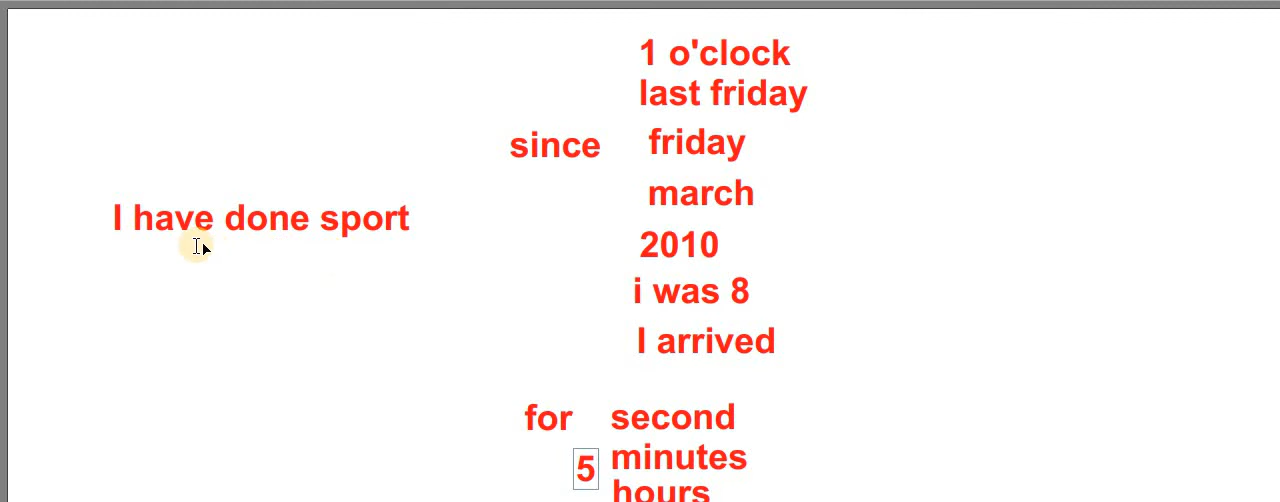 1 o'clock
last friday
since friday
march
I have done sport
2010
i was 8
I arrived
for second
5 minutes
hours